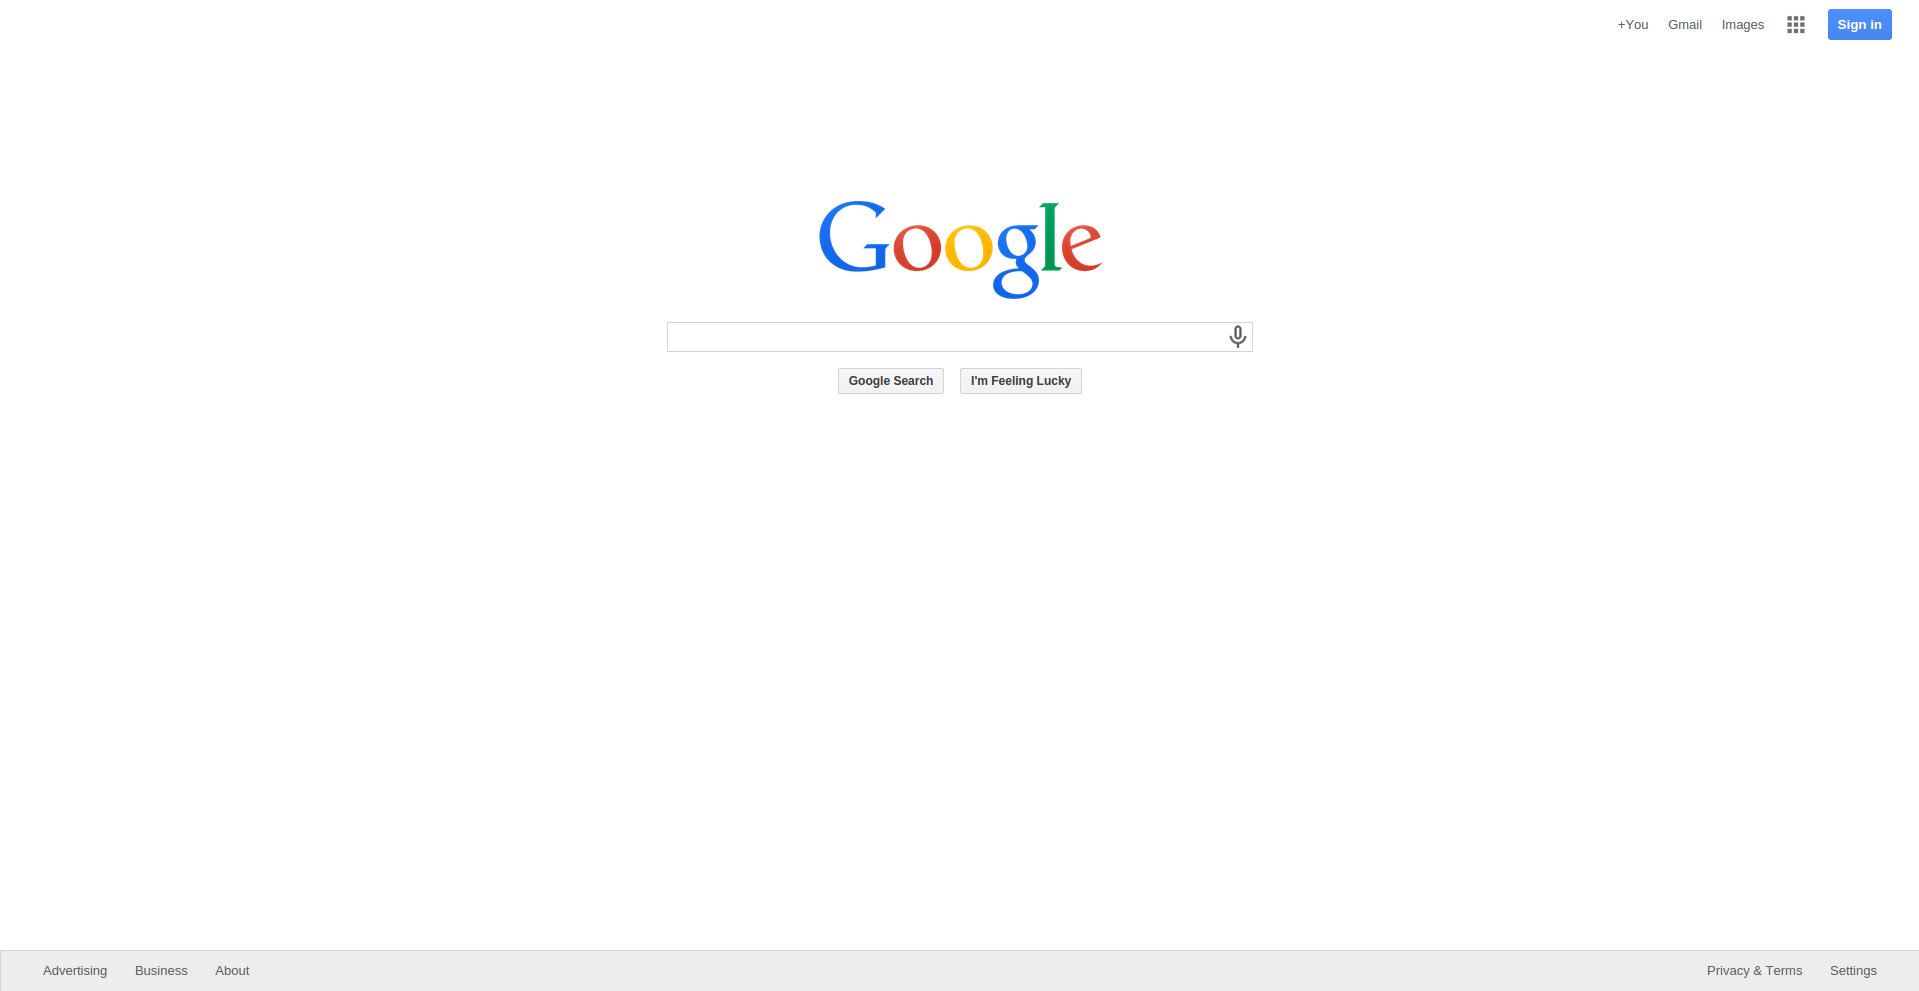 +You Gmail Images Sign in
Google
Google Search I'm Feeling Lucky
Advertising Business About Privacy & Terms Settings